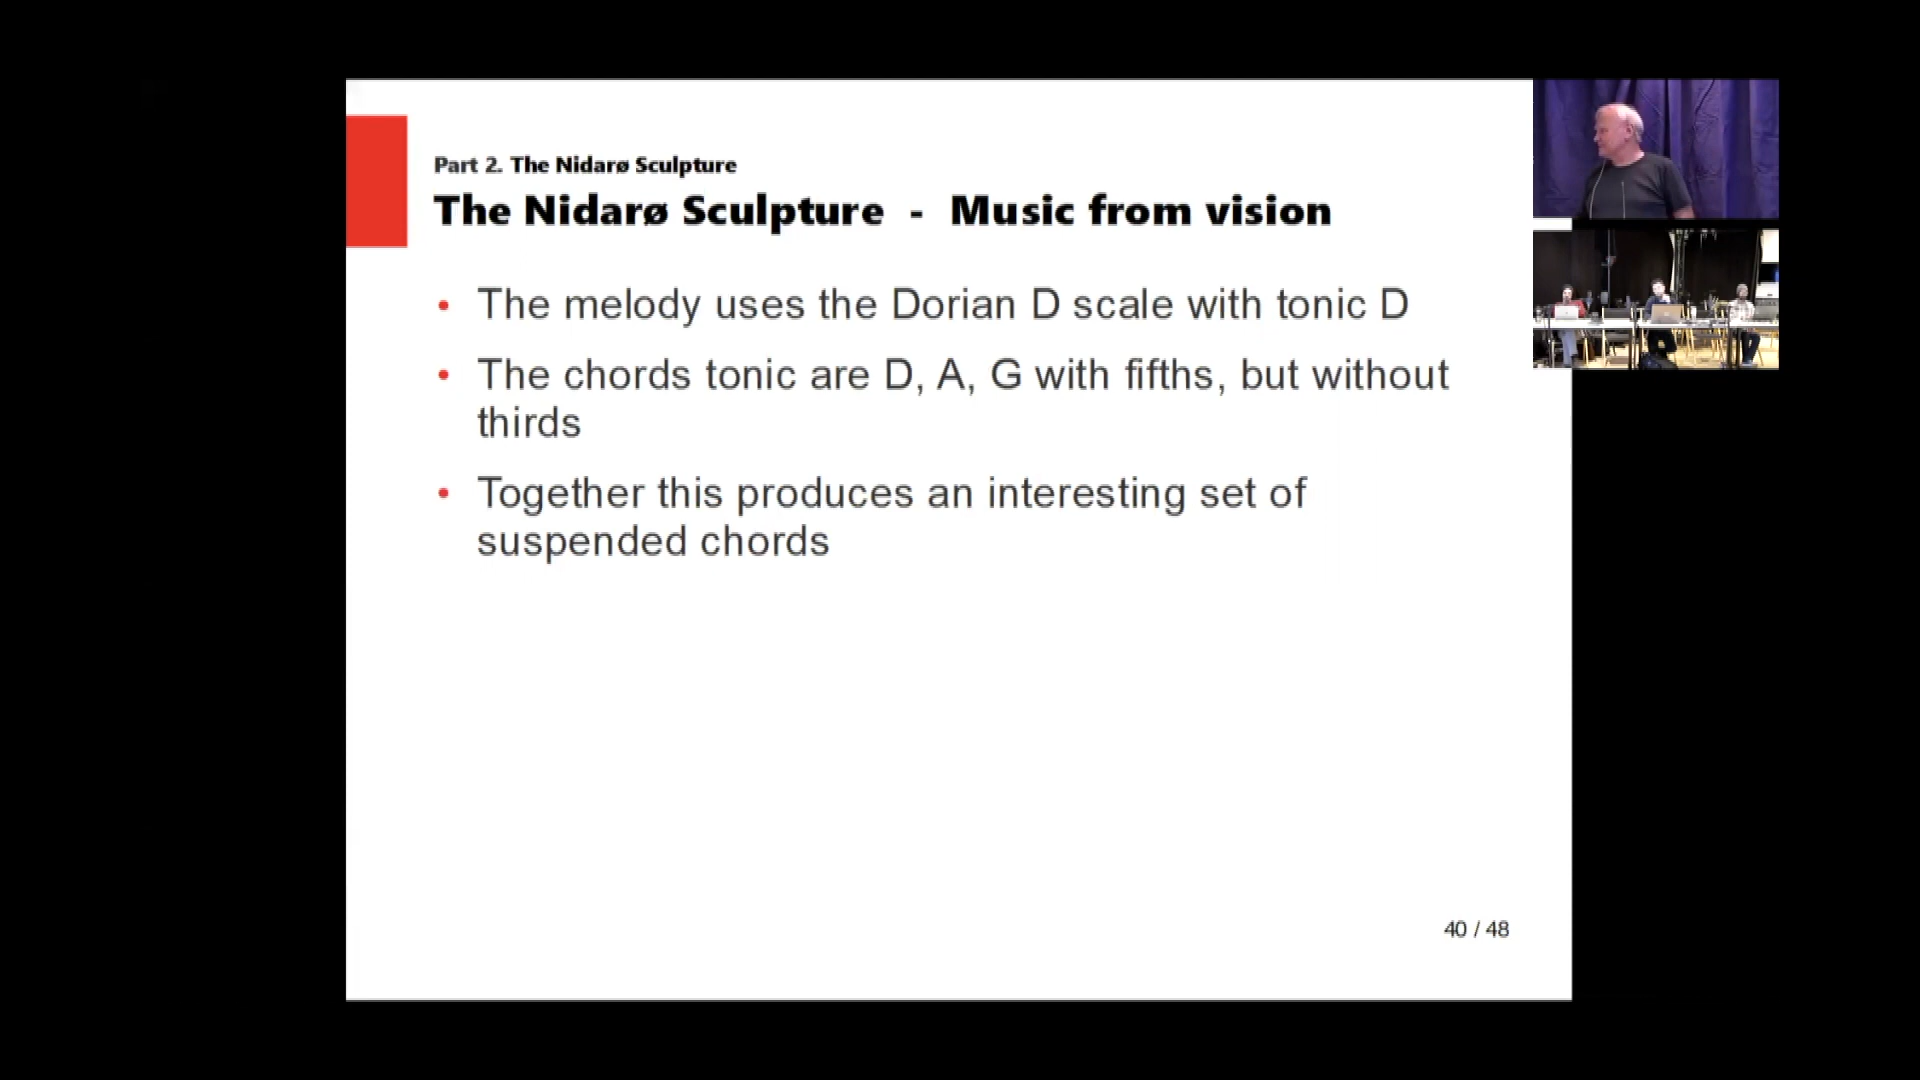 Part 2. The Nidarø Sculpture
The Nidarø Sculpture - Music from vision
• The melody uses the Dorian D scale with tonic D
• The chords tonic are D, A, G with fifths, but without
thirds
• Together this produces an interesting set of
suspended chords
40 / 48